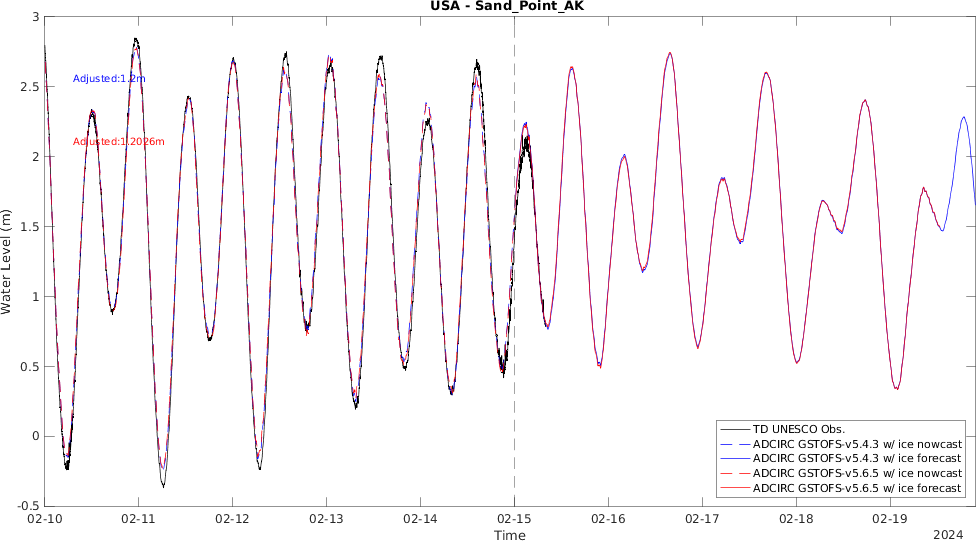 USA - Sand_Point_AK
3
2.5
2
1.5
1
0.5
0
-0.5
Water Level (m)
Adjusted:1.2m
Adjusted:1.2026m
TD UNESCO Obs.
ADCIRC GSTOFS-v5.4.3 w/ ice nowcast
ADCIRC GSTOFS-v5.4.3 w/ ice forecast
ADCIRC GSTOFS-v5.6.5 w/ ice nowcast
ADCIRC GSTOFS-v5.6.5 w/ ice forecast
02-10 02-11 02-12 02-13 02-14 02-15 02-16 02-17 02-18 02-19
Time
2024